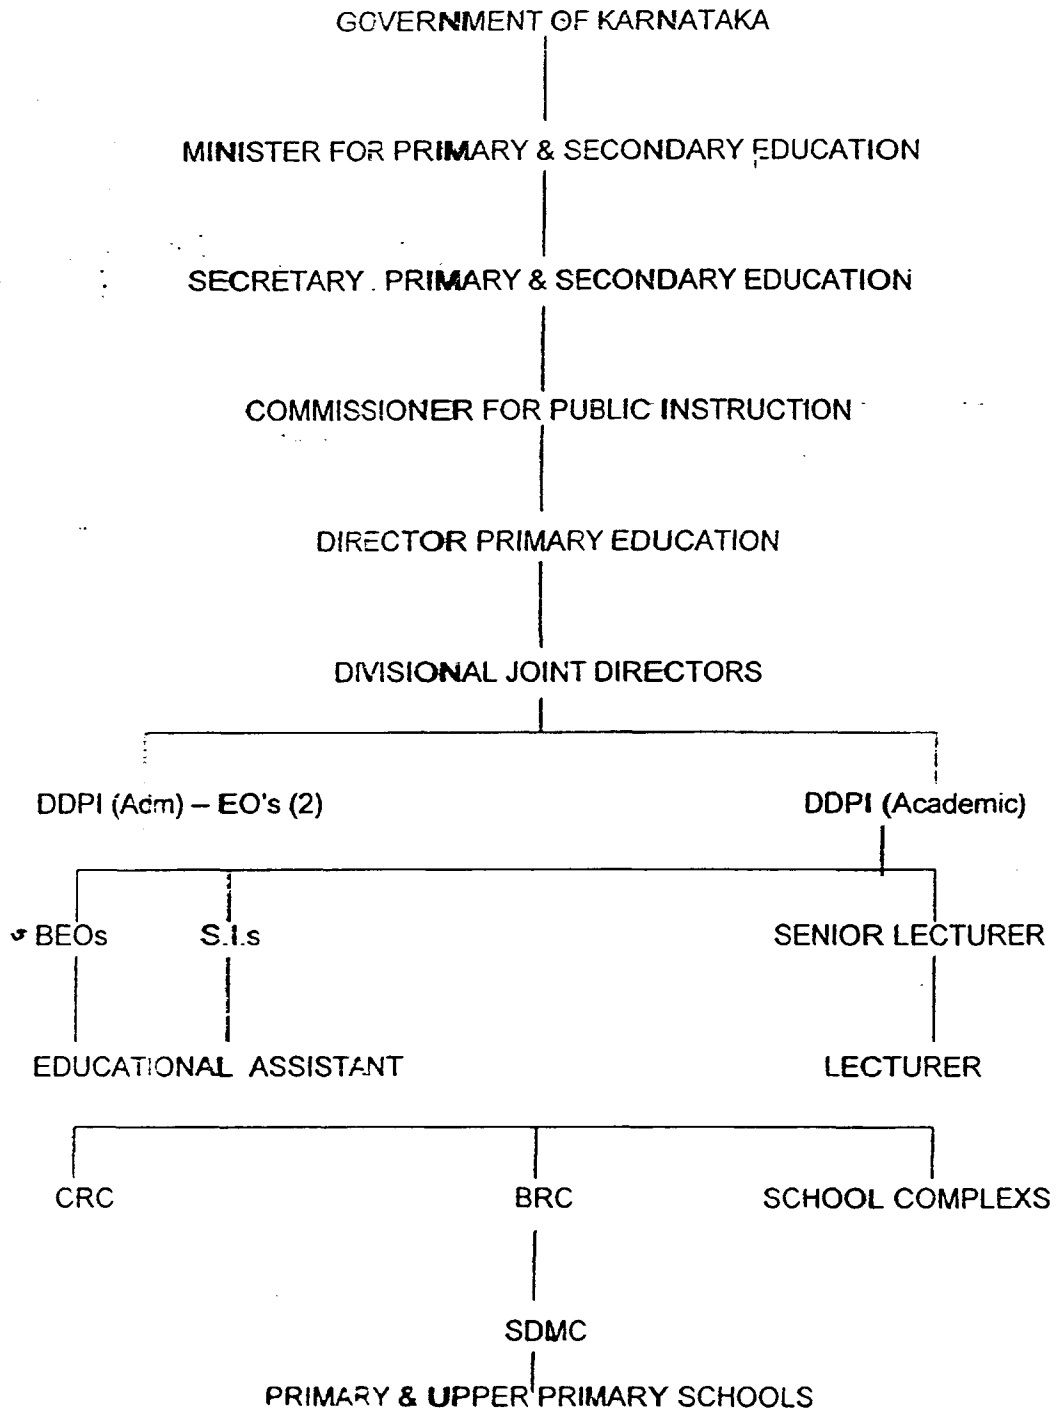 GOVERNMENT OF KARNATAKA
MINISTER FOR PRIMARY & SECONDARY EDUCATION
SECRETARY. PRIMARY & SECONDARY EDUCATION
COMMISSIONER FOR PUBLIC INSTRUCTION
DIRECTOR PRIMARY EDUCATION
DIVISIONAL JOINT DIRECTORS
DDPI (Adm) – EO's (2) DDPI (Academic)
BEOs S.I.s SENIOR LECTURER
EDUCATIONAL ASSISTANT LECTURER
CRC BRC SCHOOL COMPLEXS
SDMC
PRIMARY & UPPER PRIMARY SCHOOLS